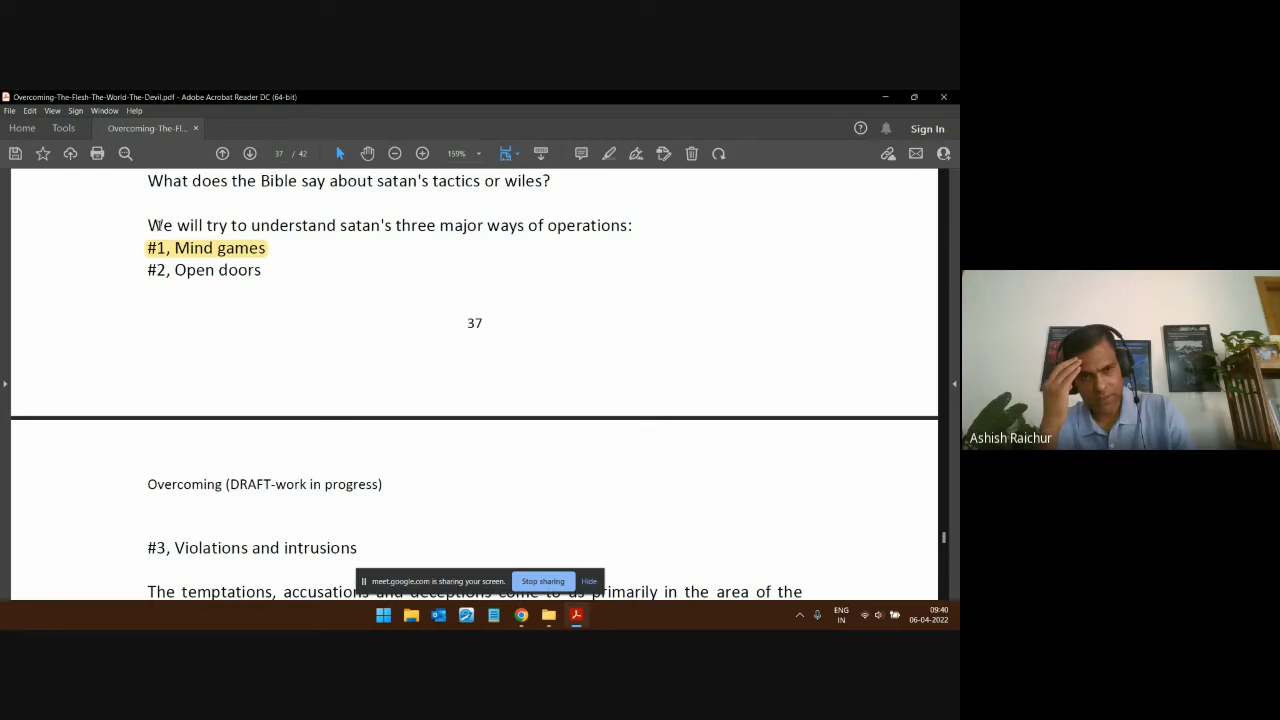 Overcoming-The-Flesh-The-World-The-Devil.pdf - Adobe Acrobat Reader DC (64-bit)
File Edit View Sign Window Help
Home Tools Overcoming-The-Fl... × Sign In
37 / 42 159%
What does the Bible say about satan's tactics or wiles?
We will try to understand satan's three major ways of operations:
#1, Mind games
#2, Open doors
37
Overcoming (DRAFT-work in progress)
#3, Violations and intrusions
meet.google.com is sharing your screen. Stop sharing Hide
The temptations, accusations and deceptions come to us primarily in the area of the
ENG
IN
09:40
06-04-2022
Ashish Raichur